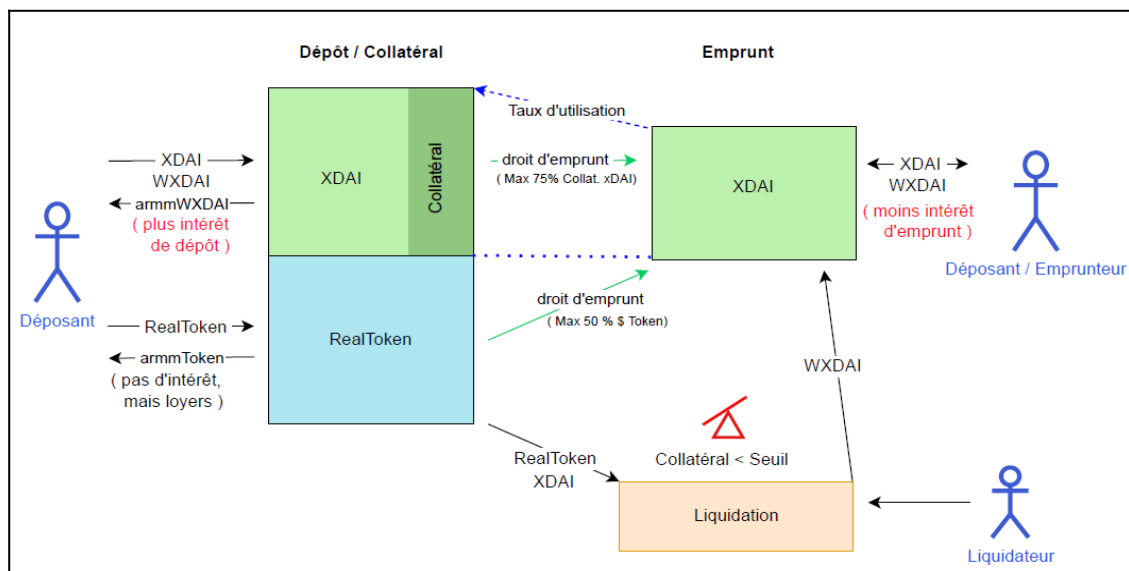 Dépôt / Collatéral
Emprunt
Taux d'utilisation
XDAI
WXDAI
armmWXDAI
( plus intérêt
de dépôt )
XDAI
Collatéral
droit d'emprunt
( Max 75% Collat. xDAI)
XDAI
XDAI
WXDAI
( moins intérêt
d'emprunt )
Déposant / Emprunteur
Déposant
RealToken
armmToken
( pas d'intérêt,
mais loyers )
RealToken
droit d'emprunt
( Max 50 % $ Token)
WXDAI
RealToken
XDAI
Collatéral < Seuil
Liquidation
Liquidateur